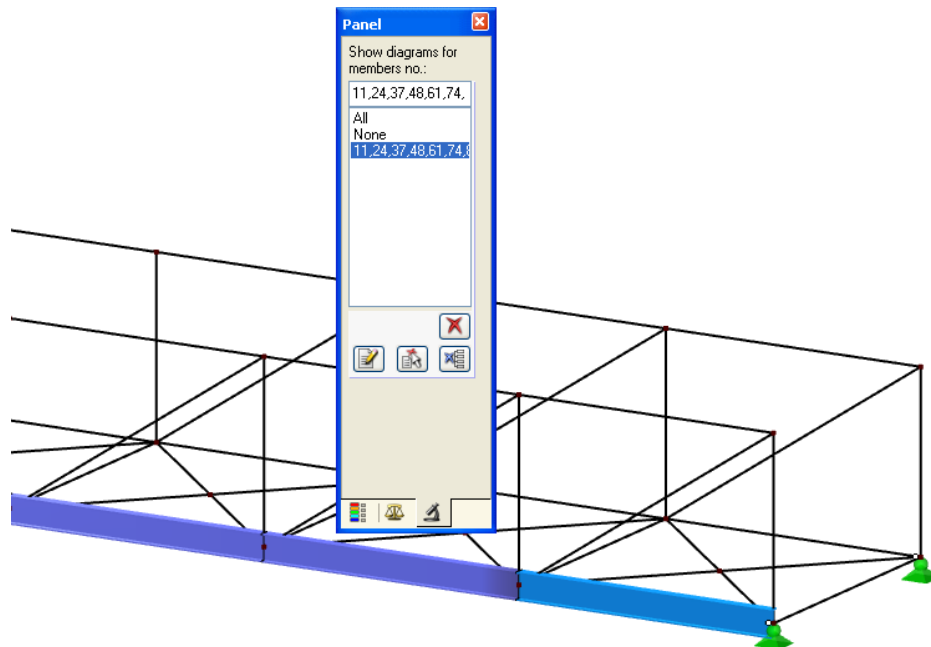 Panel
Show diagrams for
members no.:
11,24,37,48,61,74,
All
None
11,24,37,48,61,74,